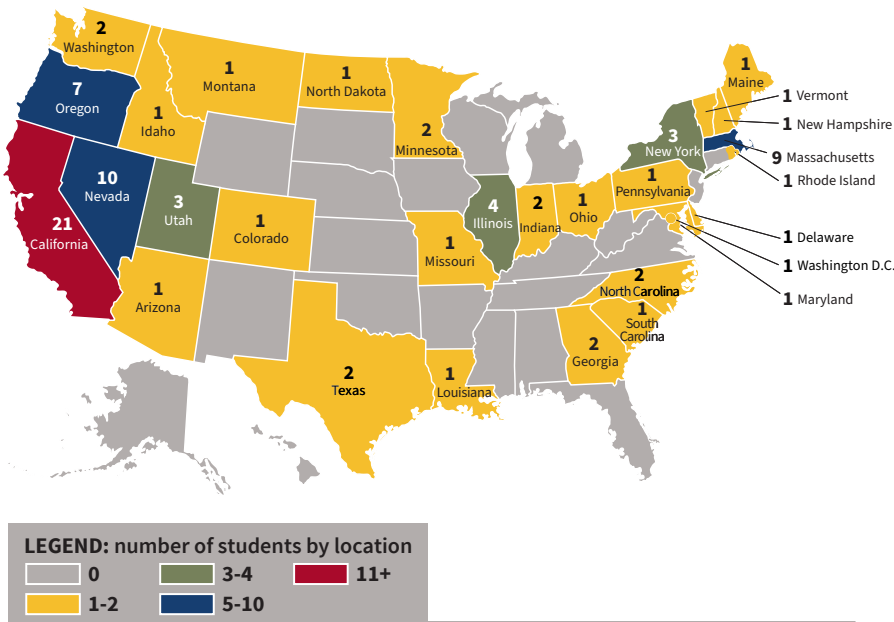 2
Washington
7
Oregon
1
Idaho
1
Montana
1
North Dakota
2
Minnesota
10
Nevada
21
California
3
Utah
1
Colorado
1
Arizona
2
Texas
1
Louisiana
1
Missouri
4
Illinois
2
Indiana
1
Ohio
1
Pennsylvania
3
New York
1
Maine
1 Vermont
1 New Hampshire
9 Massachusetts
1 Rhode Island
1 Delaware
1 Washington D.C.
1 Maryland
2
North Carolina
1
South
Carolina
2
Georgia
LEGEND: number of students by location
0
3-4
11+
1-2
5-10